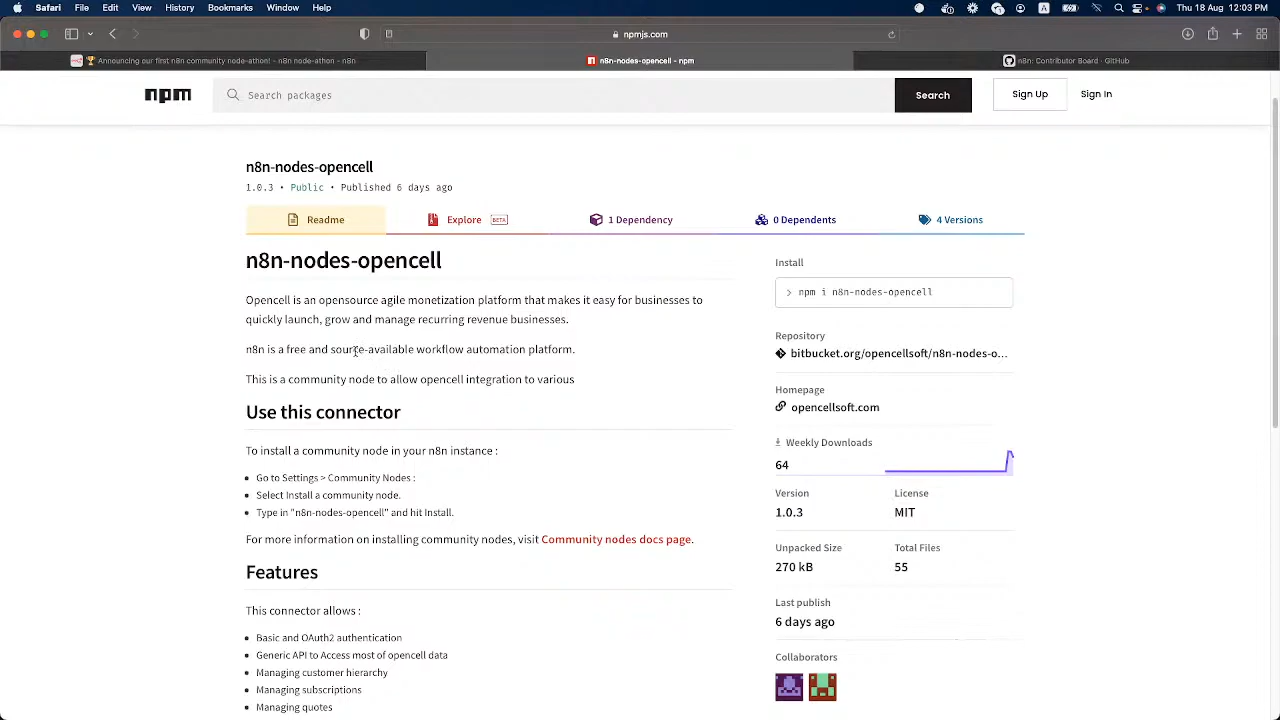 Safari File Edit View History Bookmarks Window Help
A
Thu 18 Aug 12:03 PM
npmjs.com
Announcing our first n8n community node-athon! – n8n node-athon - n8n
n8n-nodes-opencell - npm
n8n: Contributor Board · GitHub
npm
Search packages
Search
Sign Up
Sign In
n8n-nodes-opencell
1.0.3 • Public • Published 6 days ago
Readme
Explore BETA
1 Dependency
0 Dependents
4 Versions
n8n-nodes-opencell
Opencell is an opensource agile monetization platform that makes it easy for businesses to
quickly launch, grow and manage recurring revenue businesses.
n8n is a free and source-available workflow automation platform.
This is a community node to allow opencell integration to various
Use this connector
To install a community node in your n8n instance :
• Go to Settings > Community Nodes :
• Select Install a community node.
• Type in "n8n-nodes-opencell" and hit Install.
For more information on installing community nodes, visit Community nodes docs page.
Features
This connector allows :
• Basic and OAuth2 authentication
• Generic API to Access most of opencell data
• Managing customer hierarchy
• Managing subscriptions
• Managing quotes
Install
> npm i n8n-nodes-opencell
Repository
bitbucket.org/opencellsoft/n8n-nodes-o...
Homepage
opencellsoft.com
Weekly Downloads
64
Version
License
1.0.3
MIT
Unpacked Size
Total Files
270 kB
55
Last publish
6 days ago
Collaborators